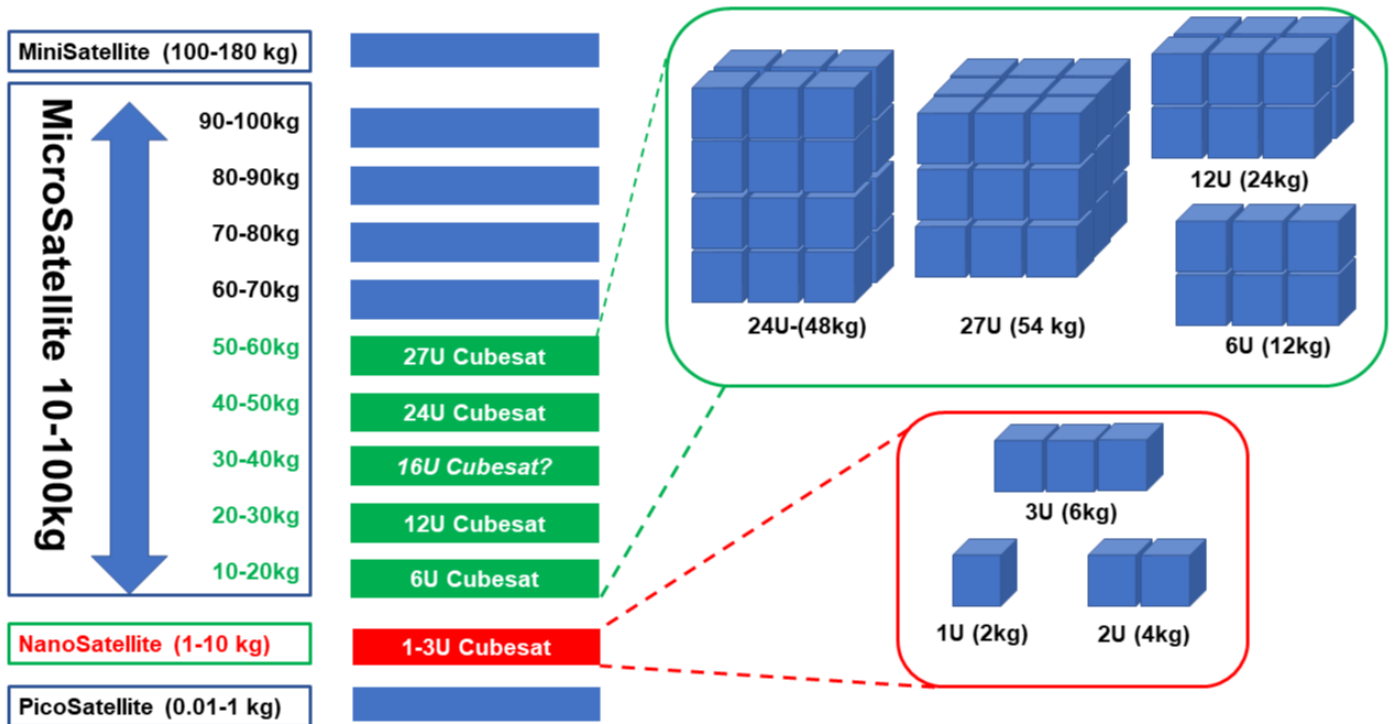 MiniSatellite (100-180 kg)
MicroSatellite 10-100kg
90-100kg
80-90kg
70-80kg
60-70kg
50-60kg
40-50kg
30-40kg
20-30kg
10-20kg
27U Cubesat
24U Cubesat
16U Cubesat?
12U Cubesat
6U Cubesat
NanoSatellite (1-10 kg)
1-3U Cubesat
PicoSatellite (0.01-1 kg)
24U-(48kg)
27U (54 kg)
12U (24kg)
6U (12kg)
3U (6kg)
1U (2kg)
2U (4kg)